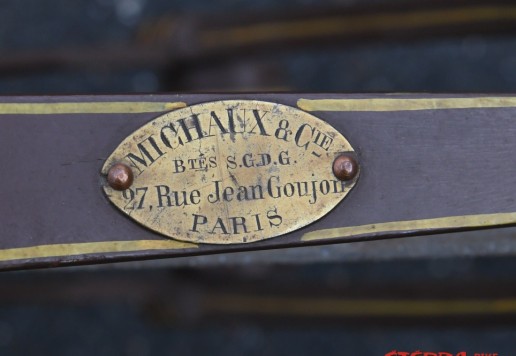 MICHAUX & CIE
BTÉS S.G.D.G.
27, Rue Jean Goujon
PARIS